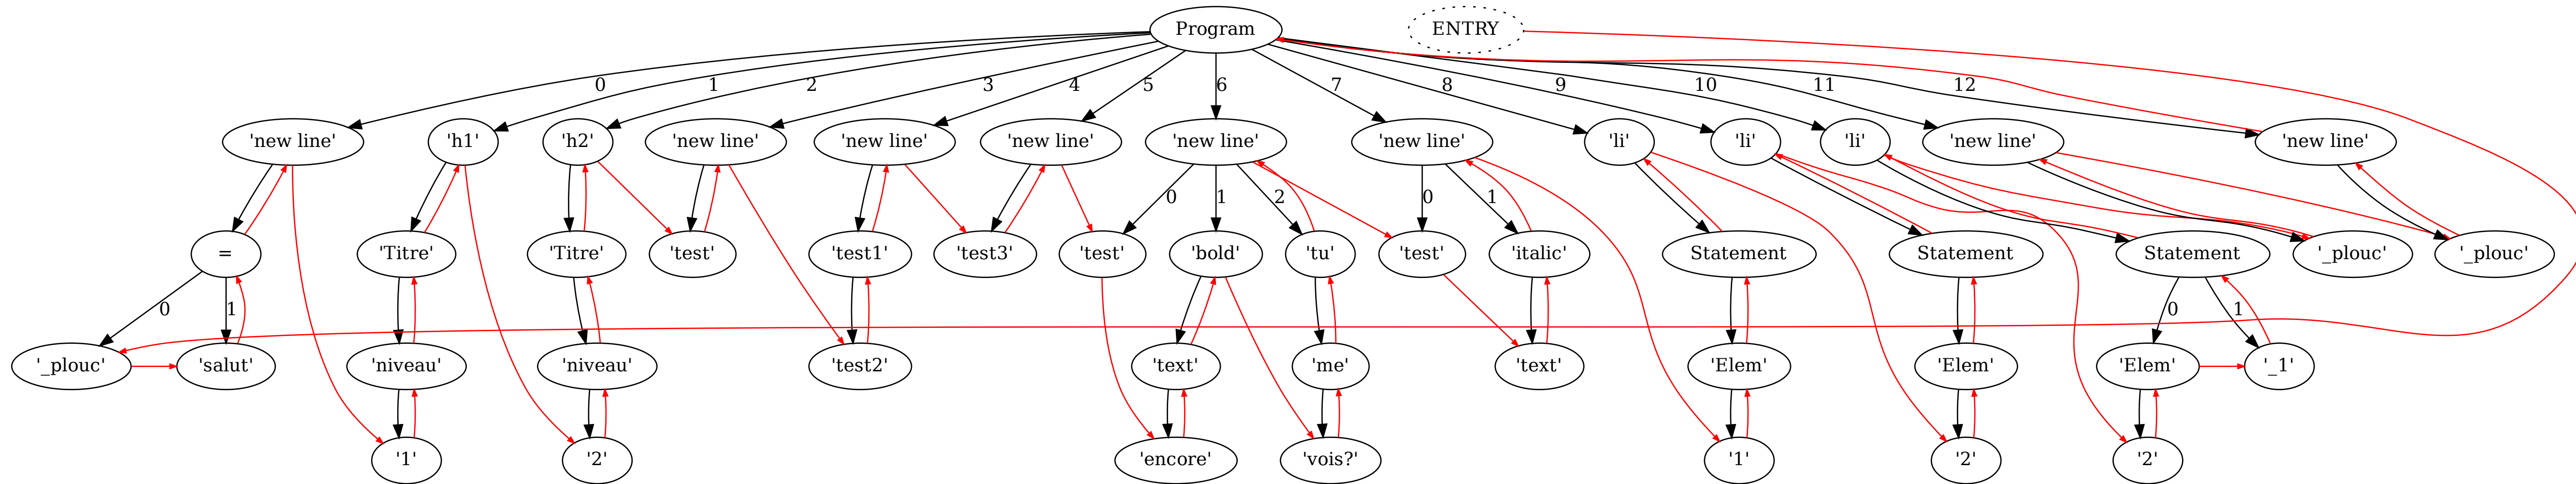 Program ENTRY
0 1 2 3 4 5 6 7 8 9 10 11 12
'new line' 'h1' 'h2' 'new line' 'new line' 'new line' 'new line' 'new line' 'li' 'li' 'li' 'new line' 'new line'
0 1 2 0 1
= 'Titre' 'Titre' 'test' 'test1' 'test3' 'test' 'bold' 'tu' 'test' 'italic' Statement Statement Statement '_plouc' '_plouc'
0 1 0 1
'_plouc' 'salut' 'niveau' 'niveau' 'test2' 'text' 'me' 'text' 'Elem' 'Elem' 'Elem' '_1'
'1' '2' 'encore' 'vois?' '1' '2' '2'